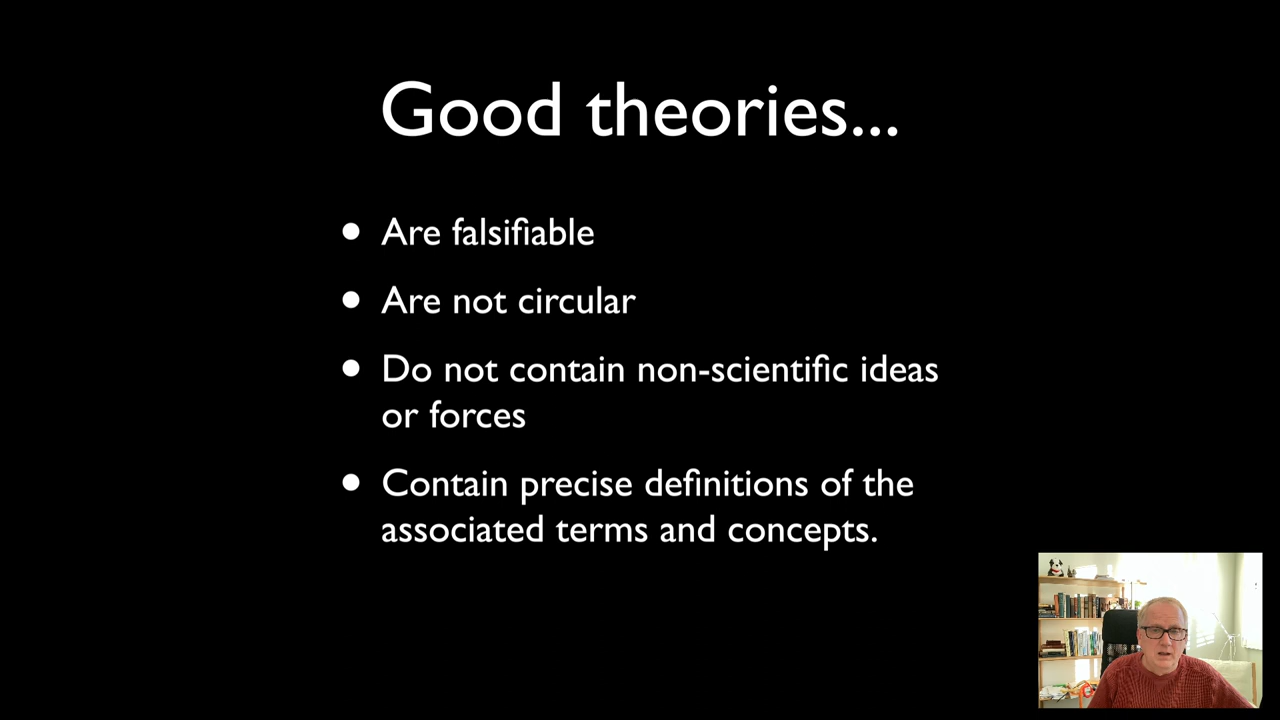 Good theories...
• Are falsifiable
• Are not circular
• Do not contain non-scientific ideas
or forces
• Contain precise definitions of the
associated terms and concepts.